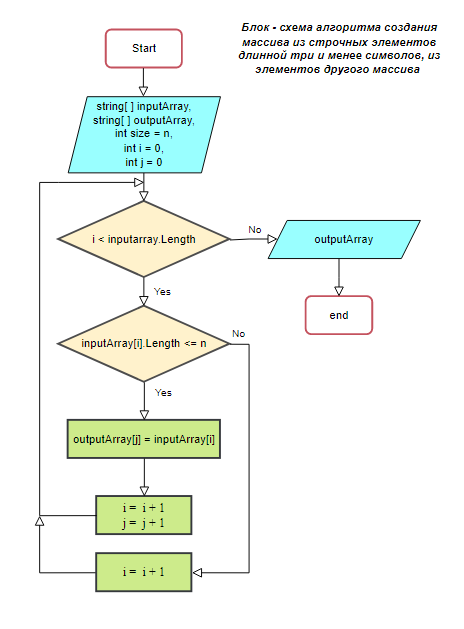 Блок - схема алгоритма создания
массива из строчных элементов
длинной три и менее символов, из
элементов другого массива
Start
string[ ] inputArray,
string[ ] outputArray,
int size = n,
int i = 0,
int j = 0
i < inputarray.Length
No
outputArray
end
Yes
inputArray[i].Length <= n
No
Yes
outputArray[j] = inputArray[i]
i = i + 1
j = j + 1
i = i + 1